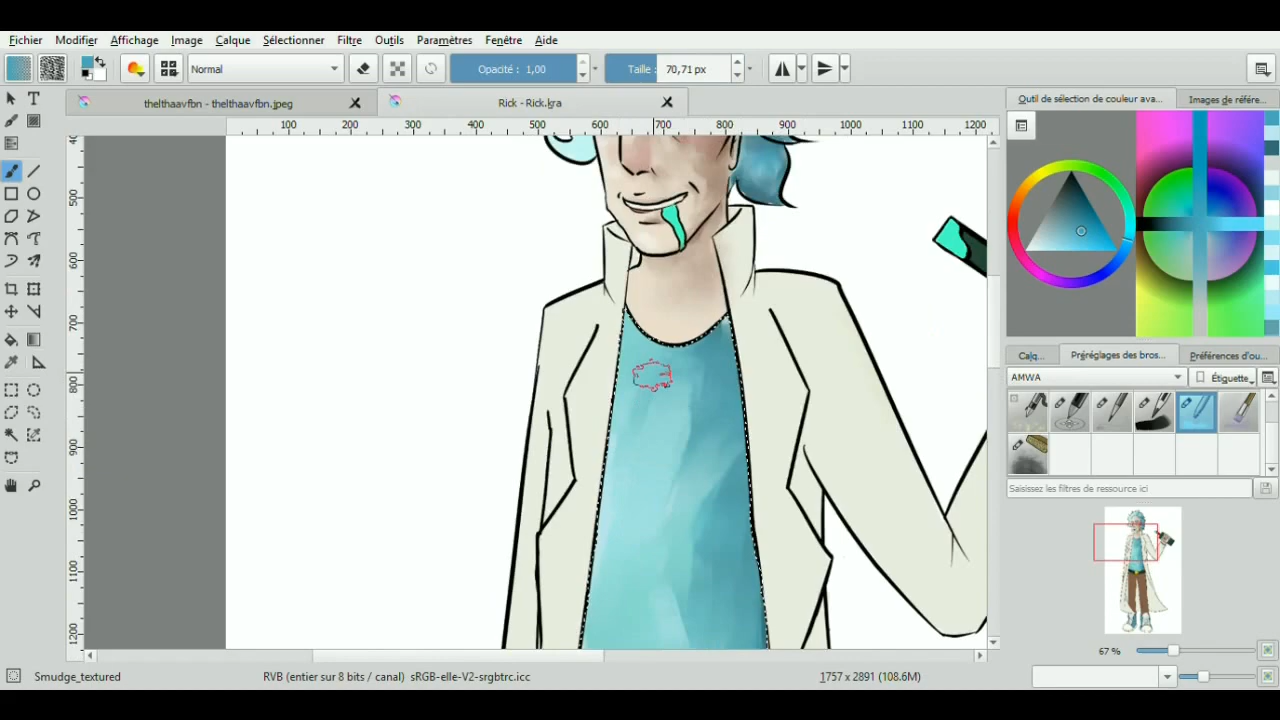 Fichier Modifier Affichage Image Calque Sélectionner Filtre Outils Paramètres Fenêtre Aide
Normal Opacité : 1,00 Taille : 70,71 px
thelthaavfbn - thelthaavfbn.jpeg Rick - Rick.kra
Outil de sélection de couleur ava... Images de référe...
100 200 300 400 500 600 700 800 900 1000 1100 1200
500
600
700
800
900
1000
1100
1200
Calq... Préréglages des bros... Préférences d'ou...
AMWA Étiquette
Saisissez les filtres de ressource ici
67 %
Smudge_textured RVB (entier sur 8 bits / canal) sRGB-elle-V2-srgbtrc.icc 1757 x 2891 (108.6M)